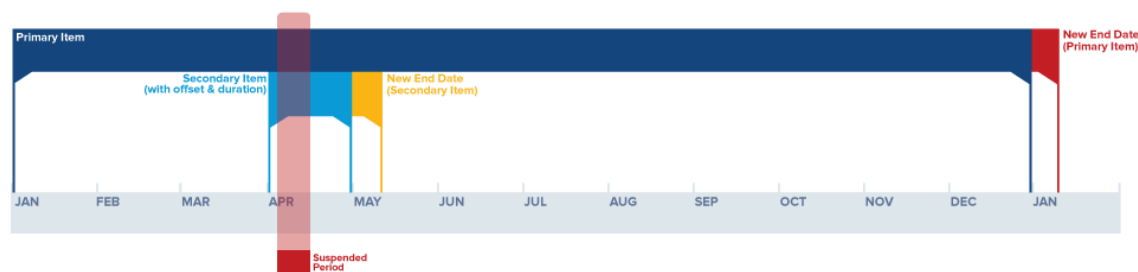 Primary Item
New End Date
(Primary Item)
Secondary Item
(with offset & duration)
New End Date
(Secondary Item)
JAN FEB MAR APR MAY JUN JUL AUG SEP OCT NOV DEC JAN
Suspended
Period